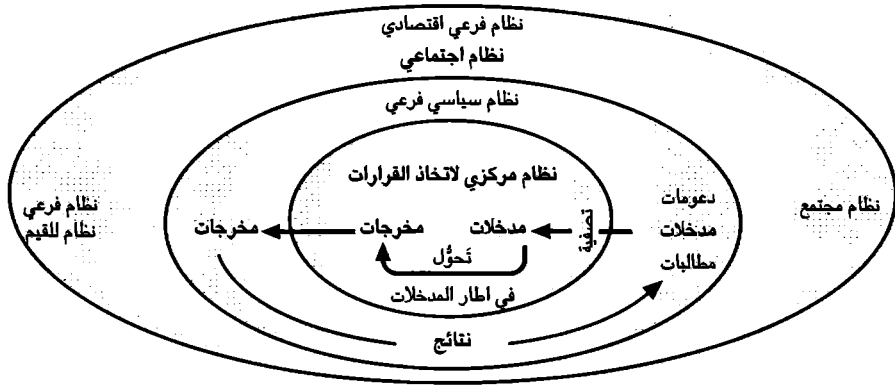 نظام فرعي اقتصادي
نظام اجتماعي
نظام سياسي فرعي
نظام مركزي لاتخاذ القرارات
نظام مجتمع
دعومات
مدخلات
مطالبات
تصفية
مدخلات
تَحوُّل
مخرجات
مخرجات
نظام فرعي
نظام للقيم
في اطار المدخلات
نتائج